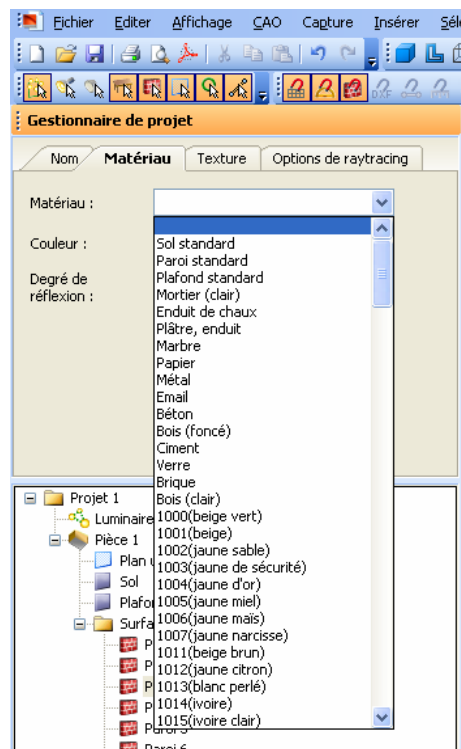 Fichier Editer Affichage CAO Capture Insérer
Gestionnaire de projet
Nom Matériau Texture Options de raytracing
Matériau :
Couleur :
Degré de
réflexion :
Sol standard
Paroi standard
Plafond standard
Mortier (clair)
Enduit de chaux
Plâtre, enduit
Marbre
Papier
Métal
Email
Béton
Bois (foncé)
Ciment
Verre
Brique
Bois (clair)
1000(beige vert)
1001(beige)
1002(jaune sable)
1003(jaune de sécurité)
1004(jaune d'or)
1005(jaune miel)
1006(jaune maïs)
1007(jaune narcisse)
1011(beige brun)
1012(jaune citron)
1013(blanc perlé)
1014(ivoire)
1015(ivoire clair)
Projet 1
Luminaire
Pièce 1
Plan
Sol
Plafo
Surfa
P
P
P
P
Paroi 6